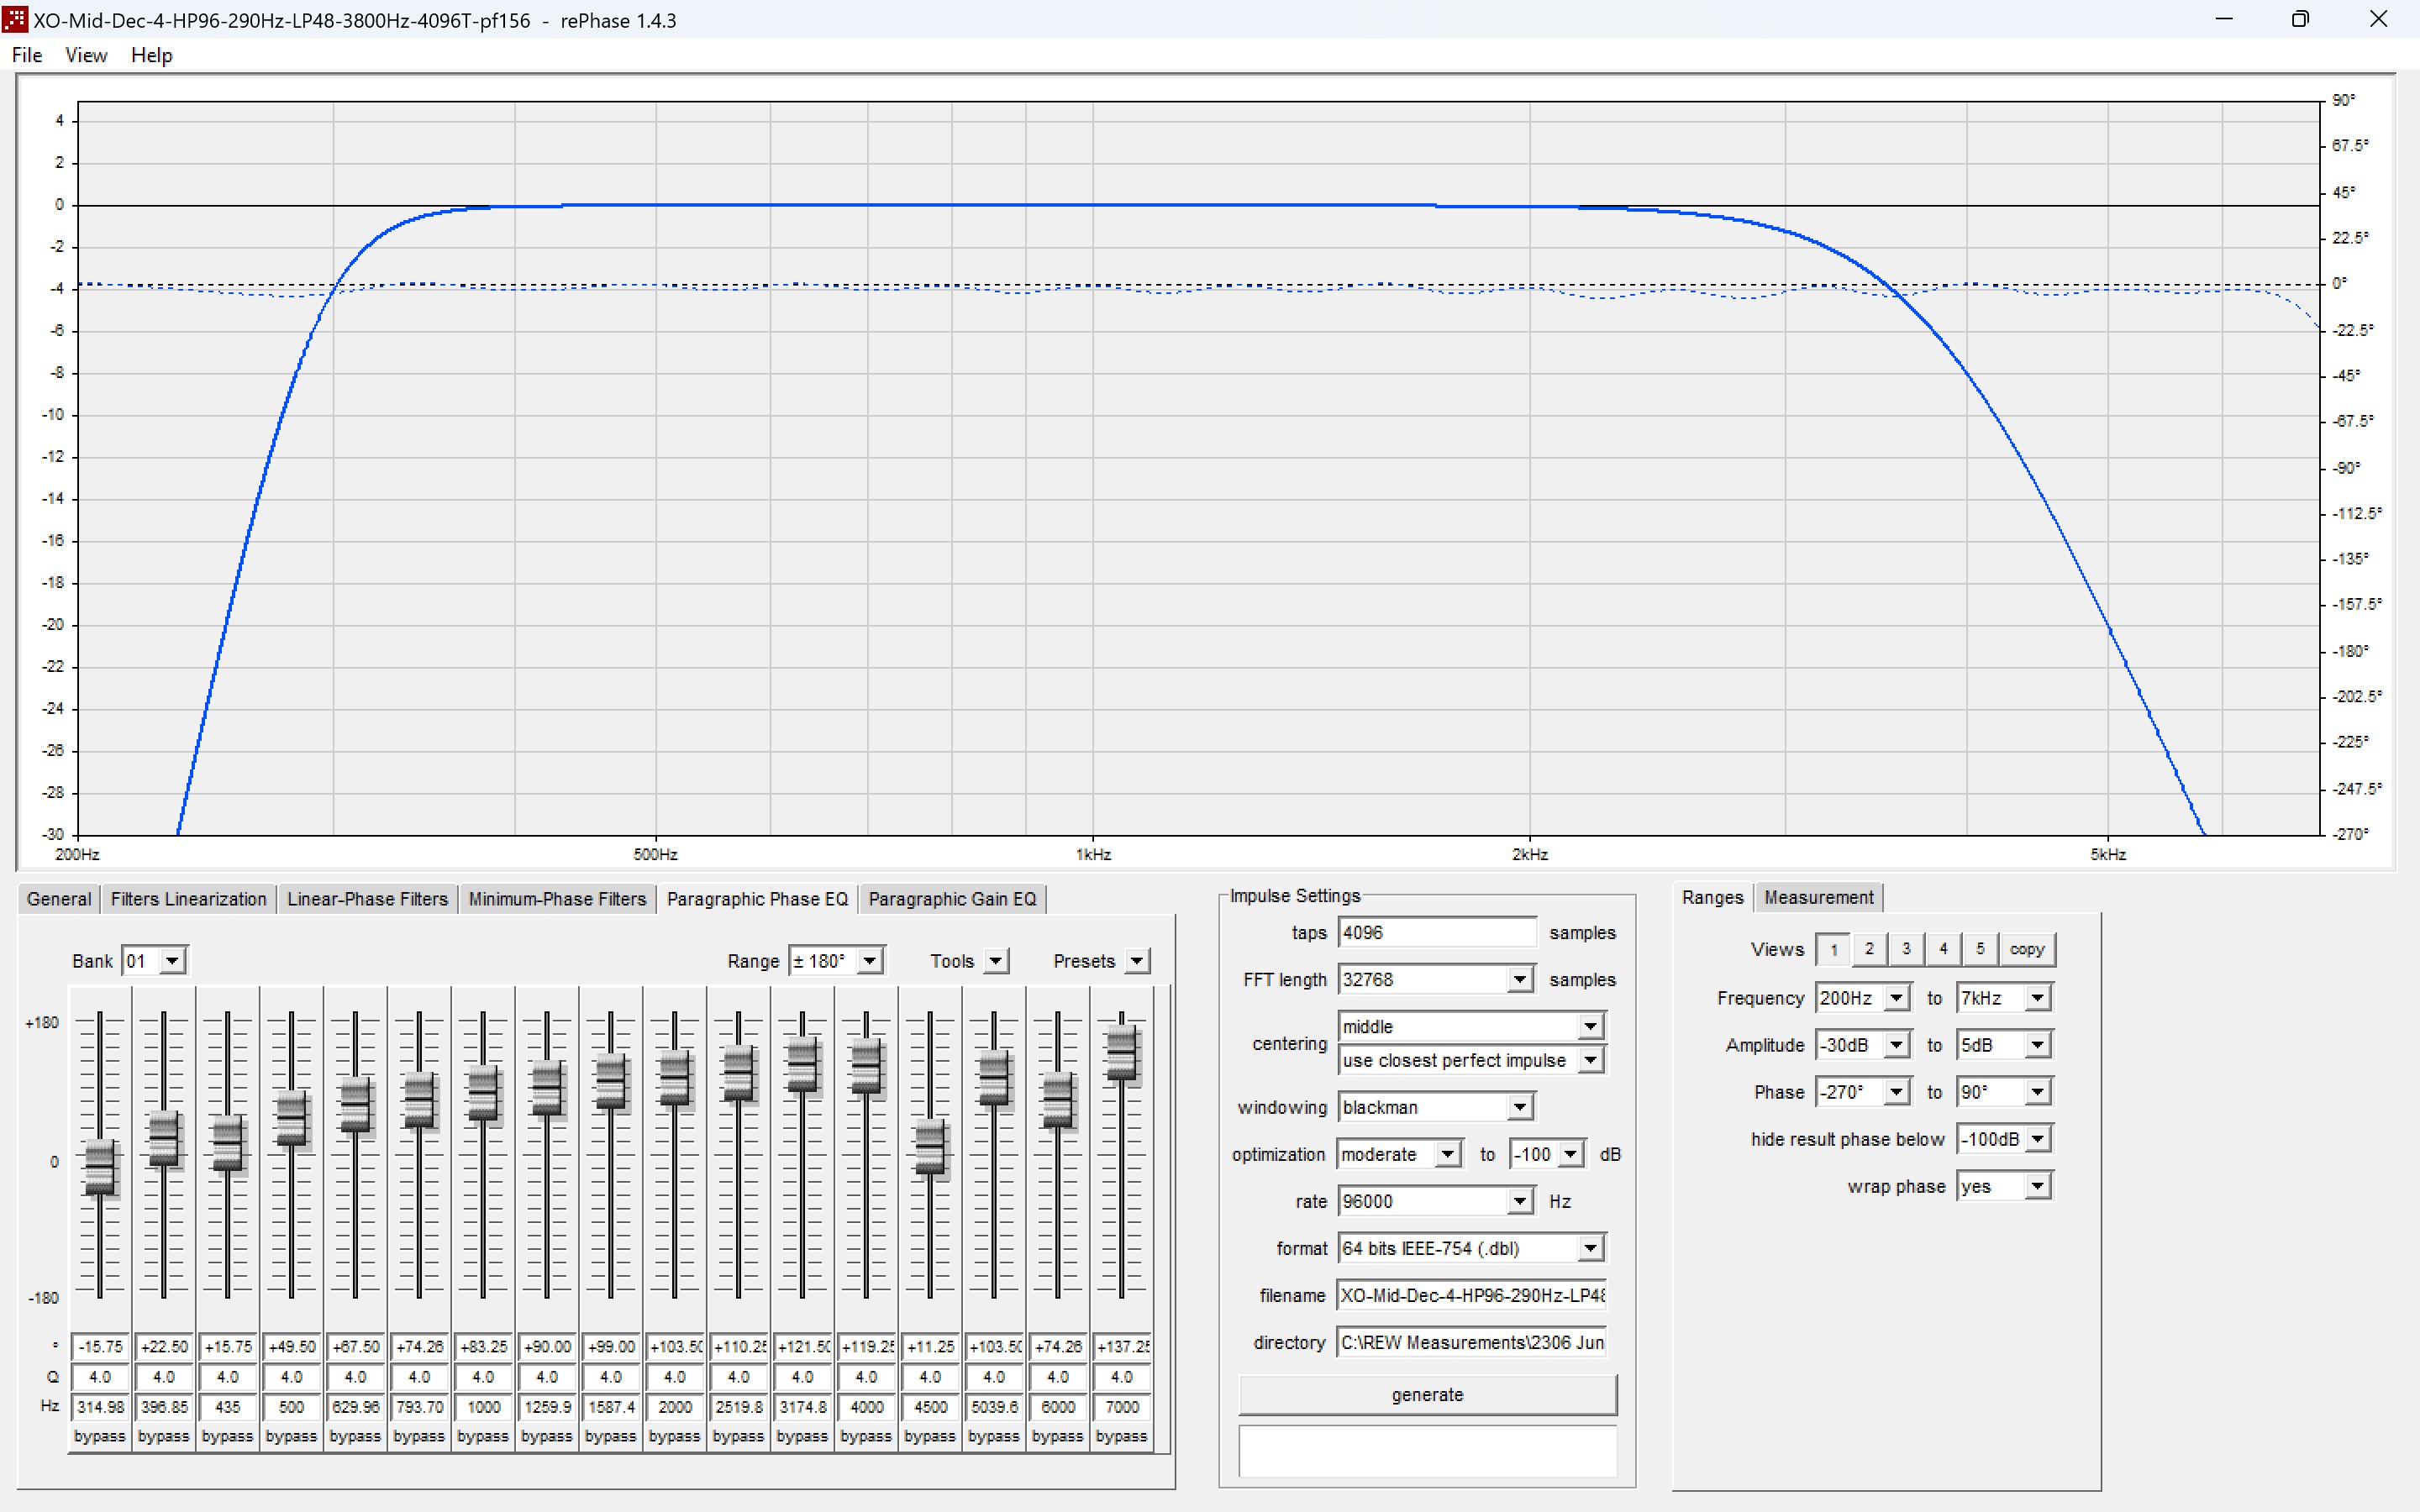 XO-Mid-Dec-4-HP96-290Hz-LP48-3800Hz-4096T-pf156 - rePhase 1.4.3
File View Help
4
2
0
-2
-4
-6
-8
-10
-12
-14
-16
-18
-20
-22
-24
-26
-28
-30
90°
67.5°
45°
22.5°
0°
-22.5°
-45°
-67.5°
-90°
-112.5°
-135°
-157.5°
-180°
-202.5°
-225°
-247.5°
-270°
200Hz 500Hz 1kHz 2kHz 5kHz
General Filters Linearization Linear-Phase Filters Minimum-Phase Filters Paragraphic Phase EQ Paragraphic Gain EQ
Bank 01 Range ± 180° Tools Presets
+180
0
-180
° -15.75 +22.50 +15.75 +49.50 +67.50 +74.26 +83.25 +90.00 +99.00 +103.50 +110.25 +121.50 +119.25 +11.25 +103.50 +74.26 +137.25
Q 4.0 4.0 4.0 4.0 4.0 4.0 4.0 4.0 4.0 4.0 4.0 4.0 4.0 4.0 4.0 4.0 4.0
Hz 314.98 396.85 435 500 629.96 793.70 1000 1259.9 1587.4 2000 2519.8 3174.8 4000 4500 5039.6 6000 7000
bypass bypass bypass bypass bypass bypass bypass bypass bypass bypass bypass bypass bypass bypass bypass bypass bypass
Impulse Settings
taps 4096 samples
FFT length 32768 samples
centering middle
use closest perfect impulse
windowing blackman
optimization moderate to -100 dB
rate 96000 Hz
format 64 bits IEEE-754 (.dbl)
filename XO-Mid-Dec-4-HP96-290Hz-LP48
directory C:\REW Measurements\2306 Jun
generate
Ranges Measurement
Views 1 2 3 4 5 copy
Frequency 200Hz to 7kHz
Amplitude -30dB to 5dB
Phase -270° to 90°
hide result phase below -100dB
wrap phase yes